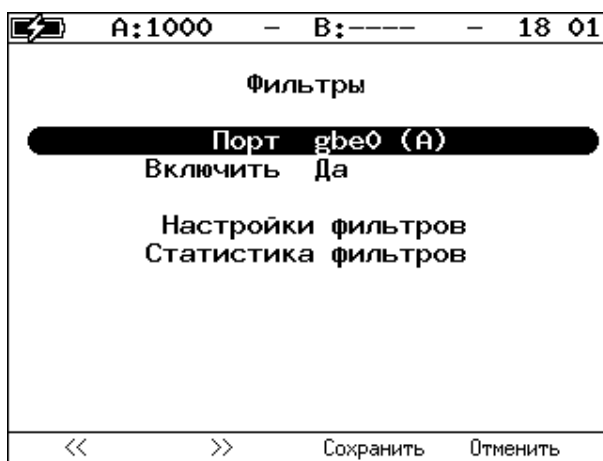 A:1000 – B:---- – 18 01
Фильтры
Порт gbe0 (A)
Включить Да
Настройки фильтров
Статистика фильтров
<< >> Сохранить Отменить